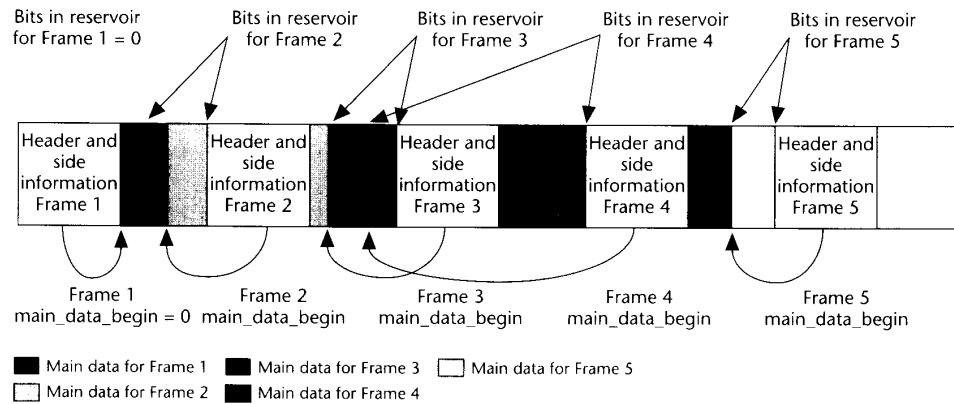 Bits in reservoir
for Frame 1 = 0
Bits in reservoir
for Frame 2
Bits in reservoir
for Frame 3
Bits in reservoir
for Frame 4
Bits in reservoir
for Frame 5
Header and
side
information
Frame 1
Header and
side
information
Frame 2
Header and
side
information
Frame 3
Header and
side
information
Frame 4
Header and
side
information
Frame 5
Frame 1
main_data_begin = 0
Frame 2
main_data_begin
Frame 3
main_data_begin
Frame 4
main_data_begin
Frame 5
main_data_begin
Main data for Frame 1
Main data for Frame 3
Main data for Frame 5
Main data for Frame 2
Main data for Frame 4